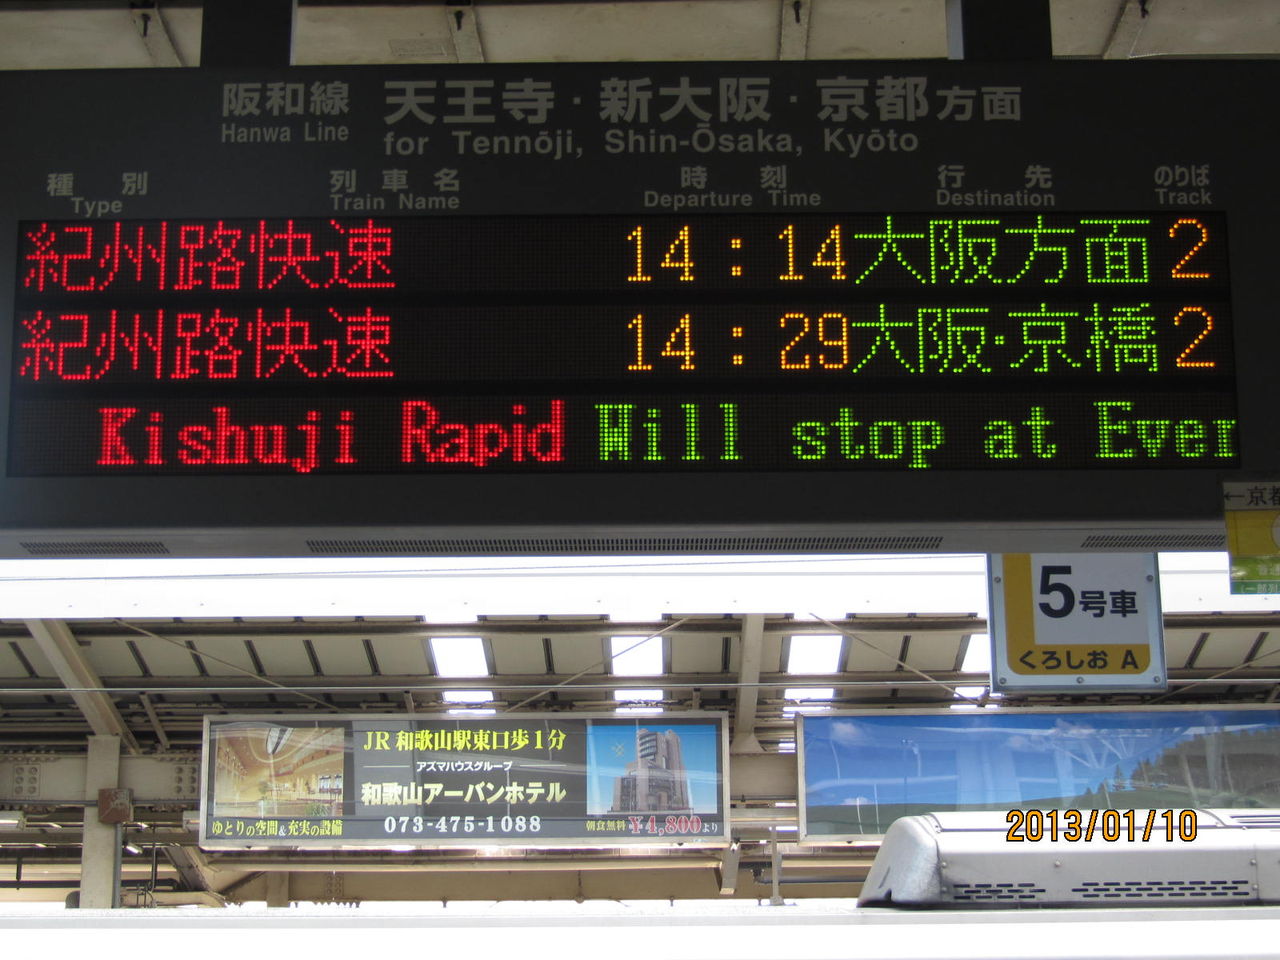 阪和線 天王寺・新大阪・京都方面
Hanwa Line for Tennōji, Shin-Ōsaka, Kyōto
種別 列車名 時刻 行先 のりば
Type Train Name Departure Time Destination Track
紀州路快速 14:14 大阪方面 2
紀州路快速 14:29 大阪・京橋 2
Kishuji Rapid Will stop at Ever
←京都
5号車
くろしお A
JR 和歌山駅東口歩1分
アズマハウスグループ
和歌山アーバンホテル
073-475-1088
ゆとりの空間&充実の設備
朝食無料 ¥4,800より
2013/01/10